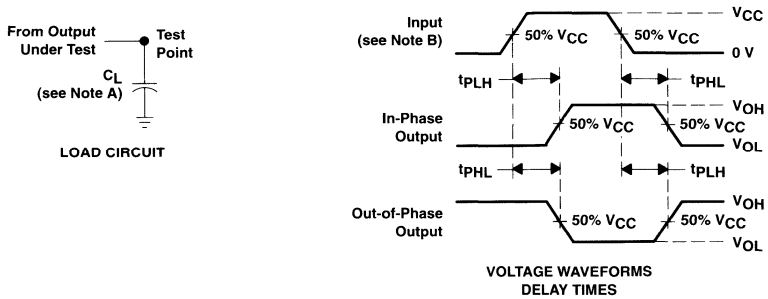 From Output
Under Test
Test
Point
CL
(see Note A)
LOAD CIRCUIT
Input
(see Note B)
50% VCC
50% VCC
VCC
0 V
tPLH
tPHL
In-Phase
Output
50% VCC
50% VCC
VOH
VOL
tPHL
tPLH
Out-of-Phase
Output
50% VCC
50% VCC
VOH
VOL
VOLTAGE WAVEFORMS
DELAY TIMES